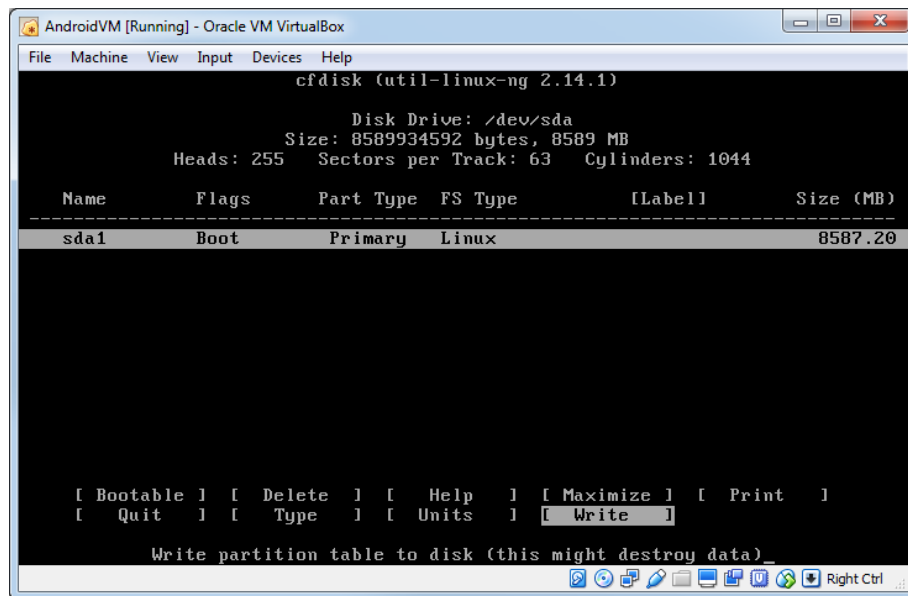 AndroidVM [Running] - Oracle VM VirtualBox
File Machine View Input Devices Help
cfdisk (util-linux-ng 2.14.1)
Disk Drive: /dev/sda
Size: 8589934592 bytes, 8589 MB
Heads: 255 Sectors per Track: 63 Cylinders: 1044
Name Flags Part Type FS Type [Label] Size (MB)
------------------------------------------------------------------------------
sda1 Boot Primary Linux 8587.20
[ Bootable ] [ Delete ] [ Help ] [ Maximize ] [ Print ]
[ Quit ] [ Type ] [ Units ] [ Write ]
Write partition table to disk (this might destroy data)_
Right Ctrl